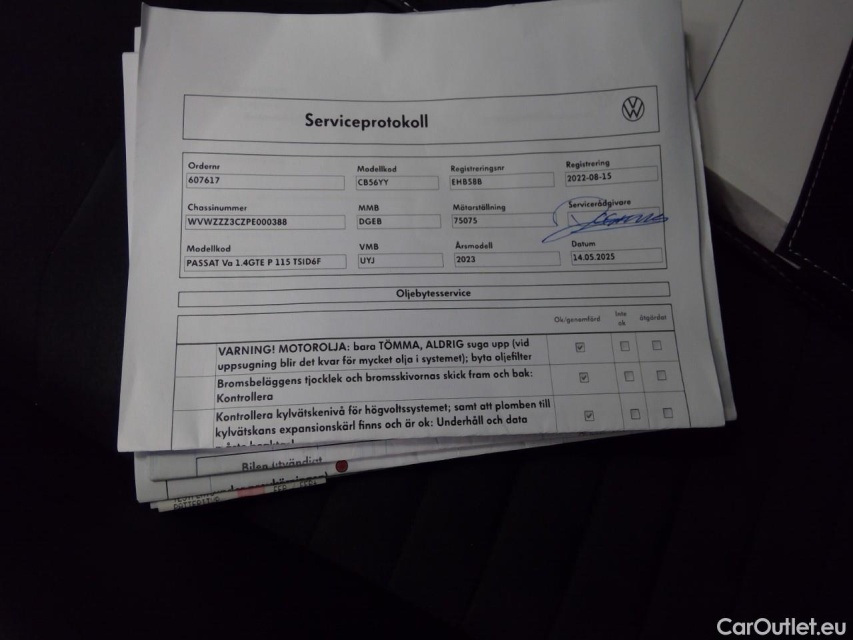 Serviceprotokoll
Ordernr Modellkod Registreringsnr Registrering
607617 CB56YY EHB58B 2022-08-15
Chassinummer MMB Mätarställning Servicerådgivare
WVWZZZ3CZPE000388 DGEB 75075
Modellkod VMB Årsmodell Datum
PASSAT Va 1.4GTE P 115 TSID6F UYJ 2023 14.05.2025
Oljebytesservice
Ok/genomförd Inte ok åtgärdat
VARNING! MOTOROLJA: bara TÖMMA, ALDRIG suga upp (vid
uppsugning blir det kvar för mycket olja i systemet); byta oljefilter
Bromsbeläggens tjocklek och bromsskivornas skick fram och bak:
Kontrollera
Kontrollera kylvätskenivå för högvoltssystemet; samt att plomben till
kylvätskans expansionskärl finns och är ok: Underhåll och data
Bilen utvändigt
CarOutlet.eu